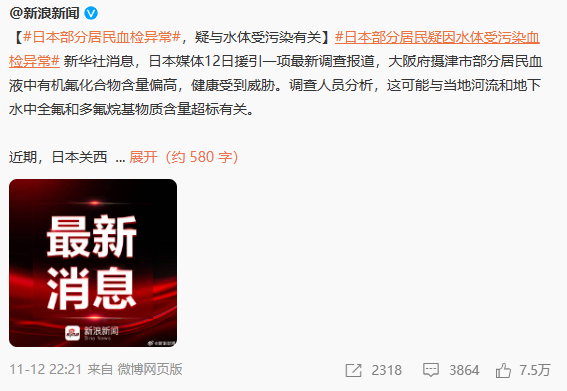 @新浪新闻
【#日本部分居民血检异常#，疑与水体受污染有关】#日本部分居民疑因水体受污染血
检异常# 新华社消息，日本媒体12日援引一项最新调查报道，大阪府摄津市部分居民血
液中有机氟化合物含量偏高，健康受到威胁。调查人员分析，这可能与当地河流和地下
水中全氟和多氟烷基物质含量超标有关。
近期，日本关西 ... 展开（约 580 字）
最新
消息
新浪新闻
Sina News
@新浪新闻
11-12 22:21 来自 微博网页版
2318
3864
7.5万